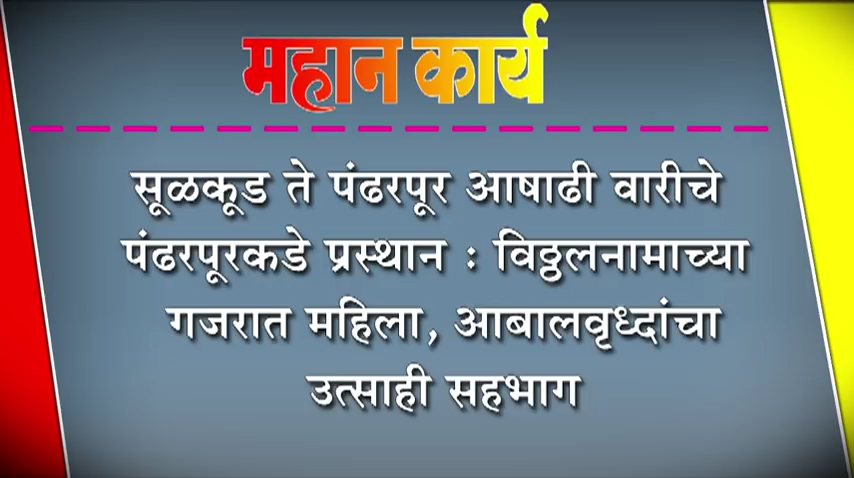 महान कार्य
सूळकूड ते पंढरपूर आषाढी वारीचे
पंढरपूरकडे प्रस्थान : विठ्ठलनामाच्या
गजरात महिला, आबालवृध्दांचा
उत्साही सहभाग